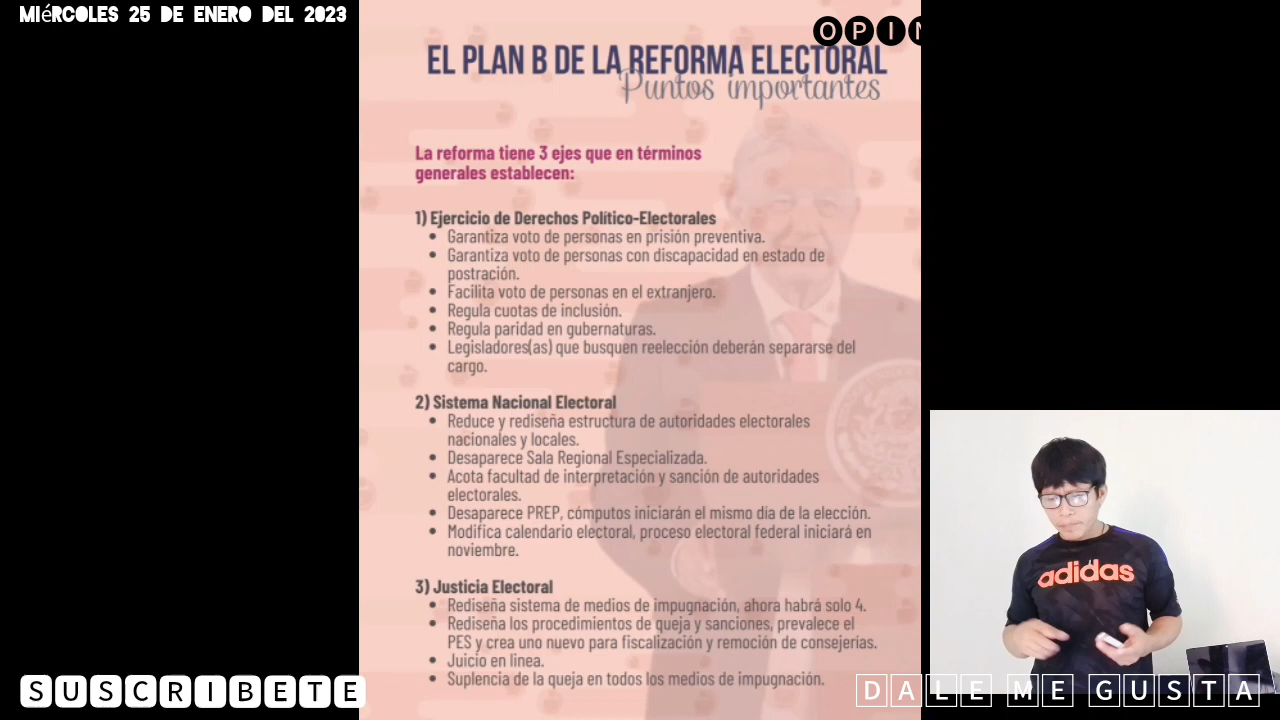 MIéRCOLES 25 DE ENERO DEL 2023
OPIN
EL PLAN B DE LA REFORMA ELECTORAL
Puntos importantes
La reforma tiene 3 ejes que en términos
generales establecen:
1) Ejercicio de Derechos Político-Electorales
• Garantiza voto de personas en prisión preventiva.
• Garantiza voto de personas con discapacidad en estado de
postración.
• Facilita voto de personas en el extranjero.
• Regula cuotas de inclusión.
• Regula paridad en gubernaturas.
• Legisladores(as) que busquen reelección deberán separarse del
cargo.
2) Sistema Nacional Electoral
• Reduce y rediseña estructura de autoridades electorales
nacionales y locales.
• Desaparece Sala Regional Especializada.
• Acota facultad de interpretación y sanción de autoridades
electorales.
• Desaparece PREP, cómputos iniciarán el mismo día de la elección.
• Modifica calendario electoral, proceso electoral federal iniciará en
noviembre.
3) Justicia Electoral
• Rediseña sistema de medios de impugnación, ahora habrá solo 4.
• Rediseña los procedimientos de queja y sanciones, prevalece el
PES y crea uno nuevo para fiscalización y remoción de consejerías.
• Juicio en linea.
• Suplencia de la queja en todos los medios de impugnación.
adidas
SUSCRIBETE
DALE ME GUSTA